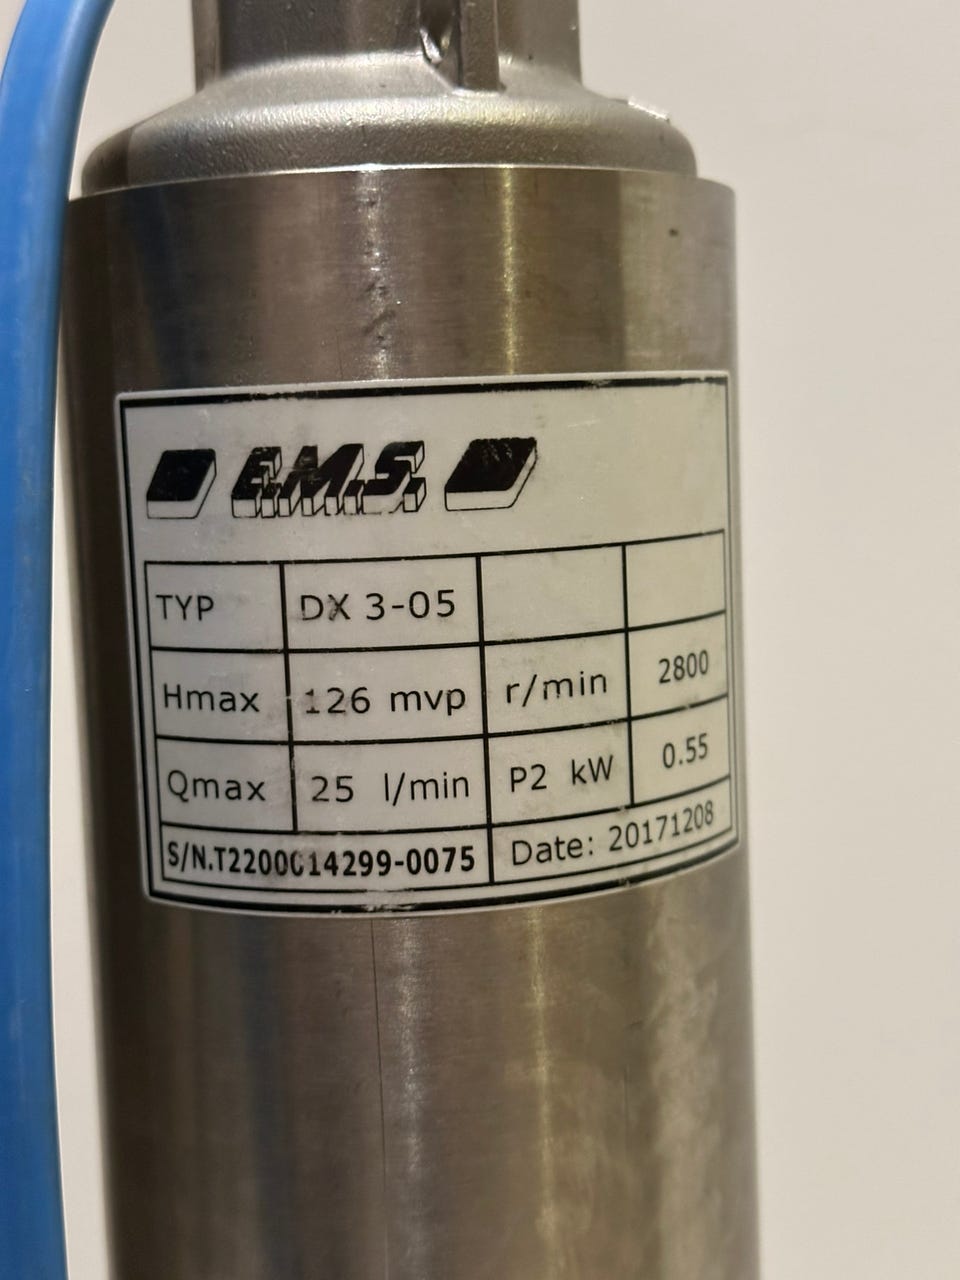 E.M.S.
TYP DX 3-05
Hmax 126 mvp r/min 2800
Qmax 25 l/min P2 kW 0.55
S/N.T2200014299-0075 Date: 20171208